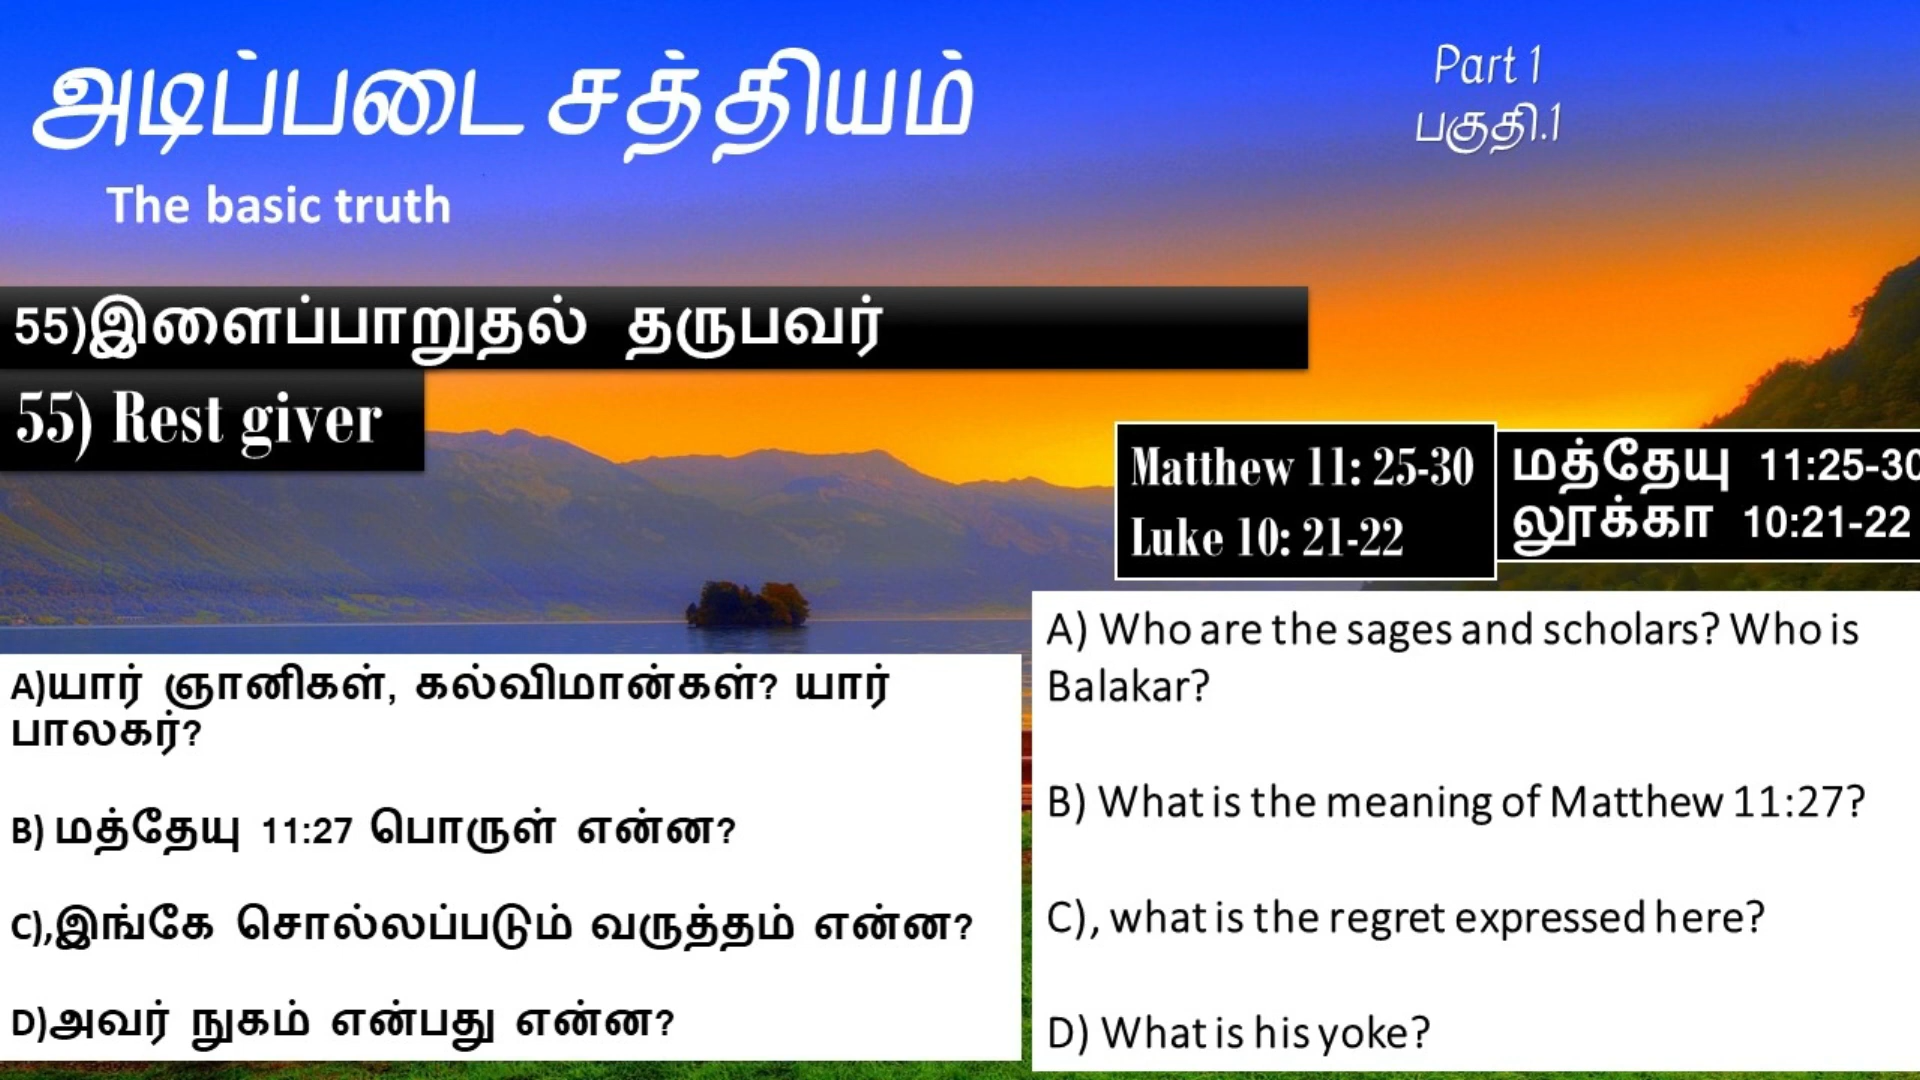 அடிப்படை சத்தியம்
Part 1
பகுதி.1
The basic truth
55)இளைப்பாறுதல் தருபவர்
55) Rest giver
Matthew 11: 25-30
Luke 10: 21-22
மத்தேயு 11:25-30
லூக்கா 10:21-22
A)யார் ஞானிகள், கல்விமான்கள்? யார்
பாலகர்?
B) மத்தேயு 11:27 பொருள் என்ன?
C),இங்கே சொல்லப்படும் வருத்தம் என்ன?
D)அவர் நுகம் என்பது என்ன?
A) Who are the sages and scholars? Who is
Balakar?
B) What is the meaning of Matthew 11:27?
C), what is the regret expressed here?
D) What is his yoke?